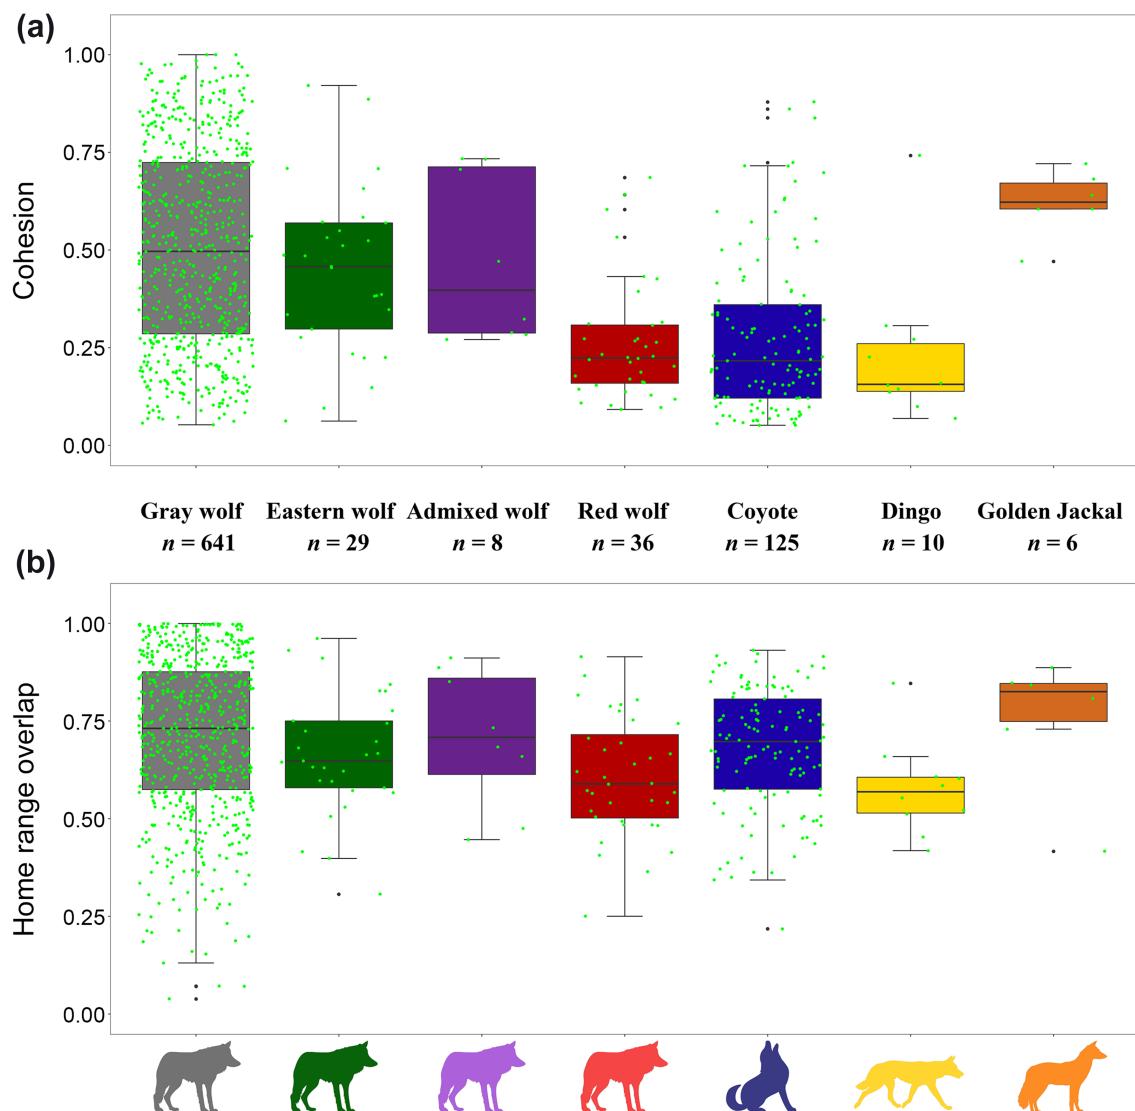 (a)
Cohesion
1.00
0.75
0.50
0.25
0.00
Gray wolf Eastern wolf Admixed wolf Red wolf Coyote Dingo Golden Jackal
n = 641 n = 29 n = 8 n = 36 n = 125 n = 10 n = 6
(b)
Home range overlap
1.00
0.75
0.50
0.25
0.00